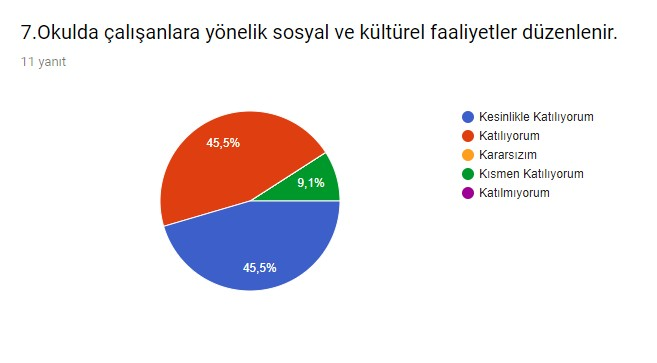 7.Okulda çalışanlara yönelik sosyal ve kültürel faaliyetler düzenlenir.
11 yanıt
45,5%
9,1%
45,5%
Kesinlikle Katılıyorum
Katılıyorum
Kararsızım
Kısmen Katılıyorum
Katılmıyorum